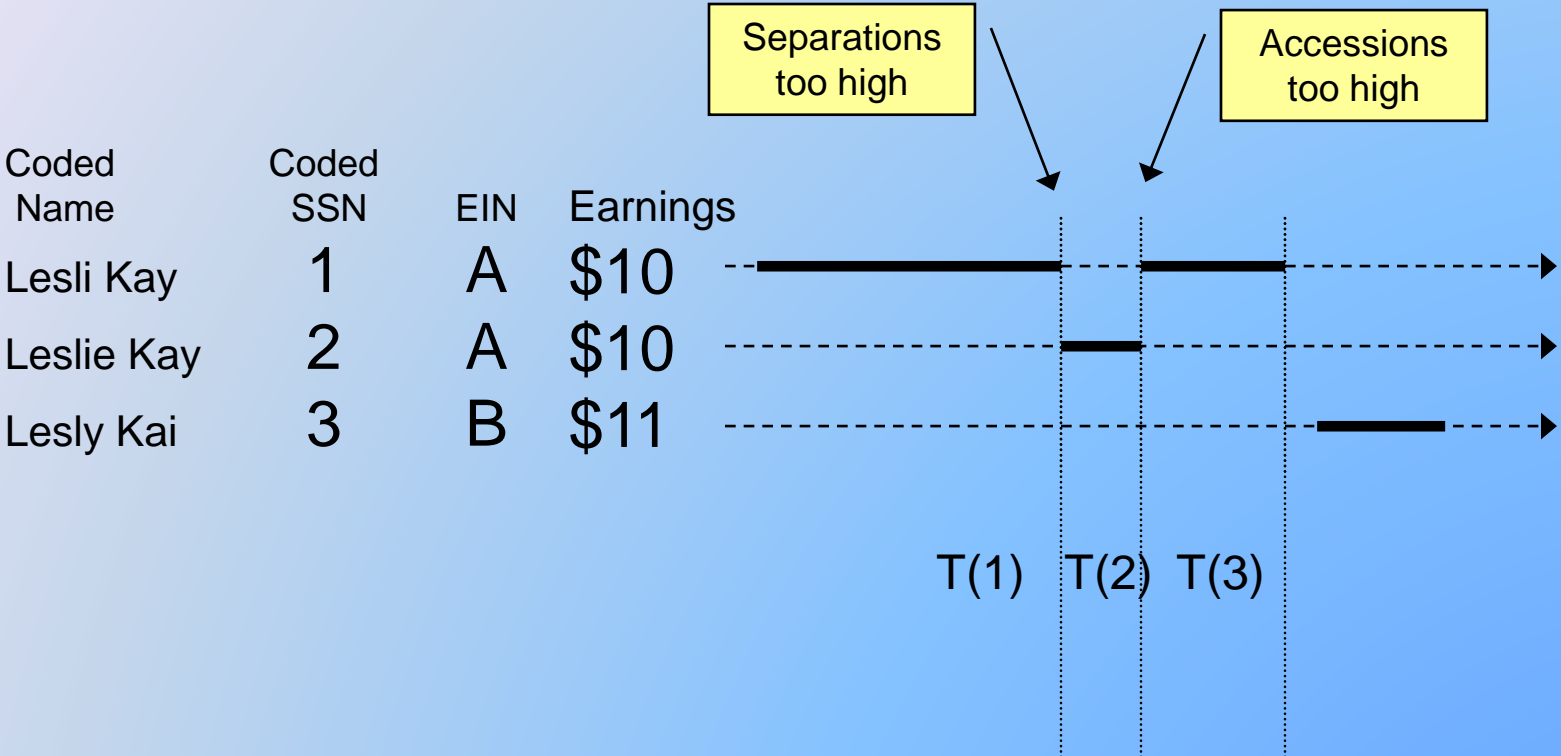 Separations
too high
Accessions
too high
Coded Coded
Name SSN EIN Earnings
Lesli Kay 1 A $10
Leslie Kay 2 A $10
Lesly Kai 3 B $11
T(1) T(2) T(3)